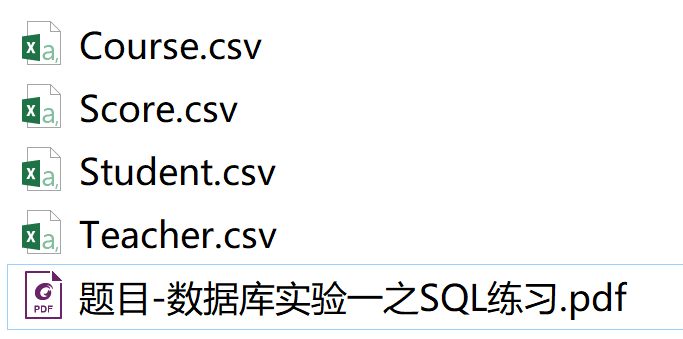 Course.csv
Score.csv
Student.csv
Teacher.csv
PDF 题目-数据库实验一之SQL练习.pdf